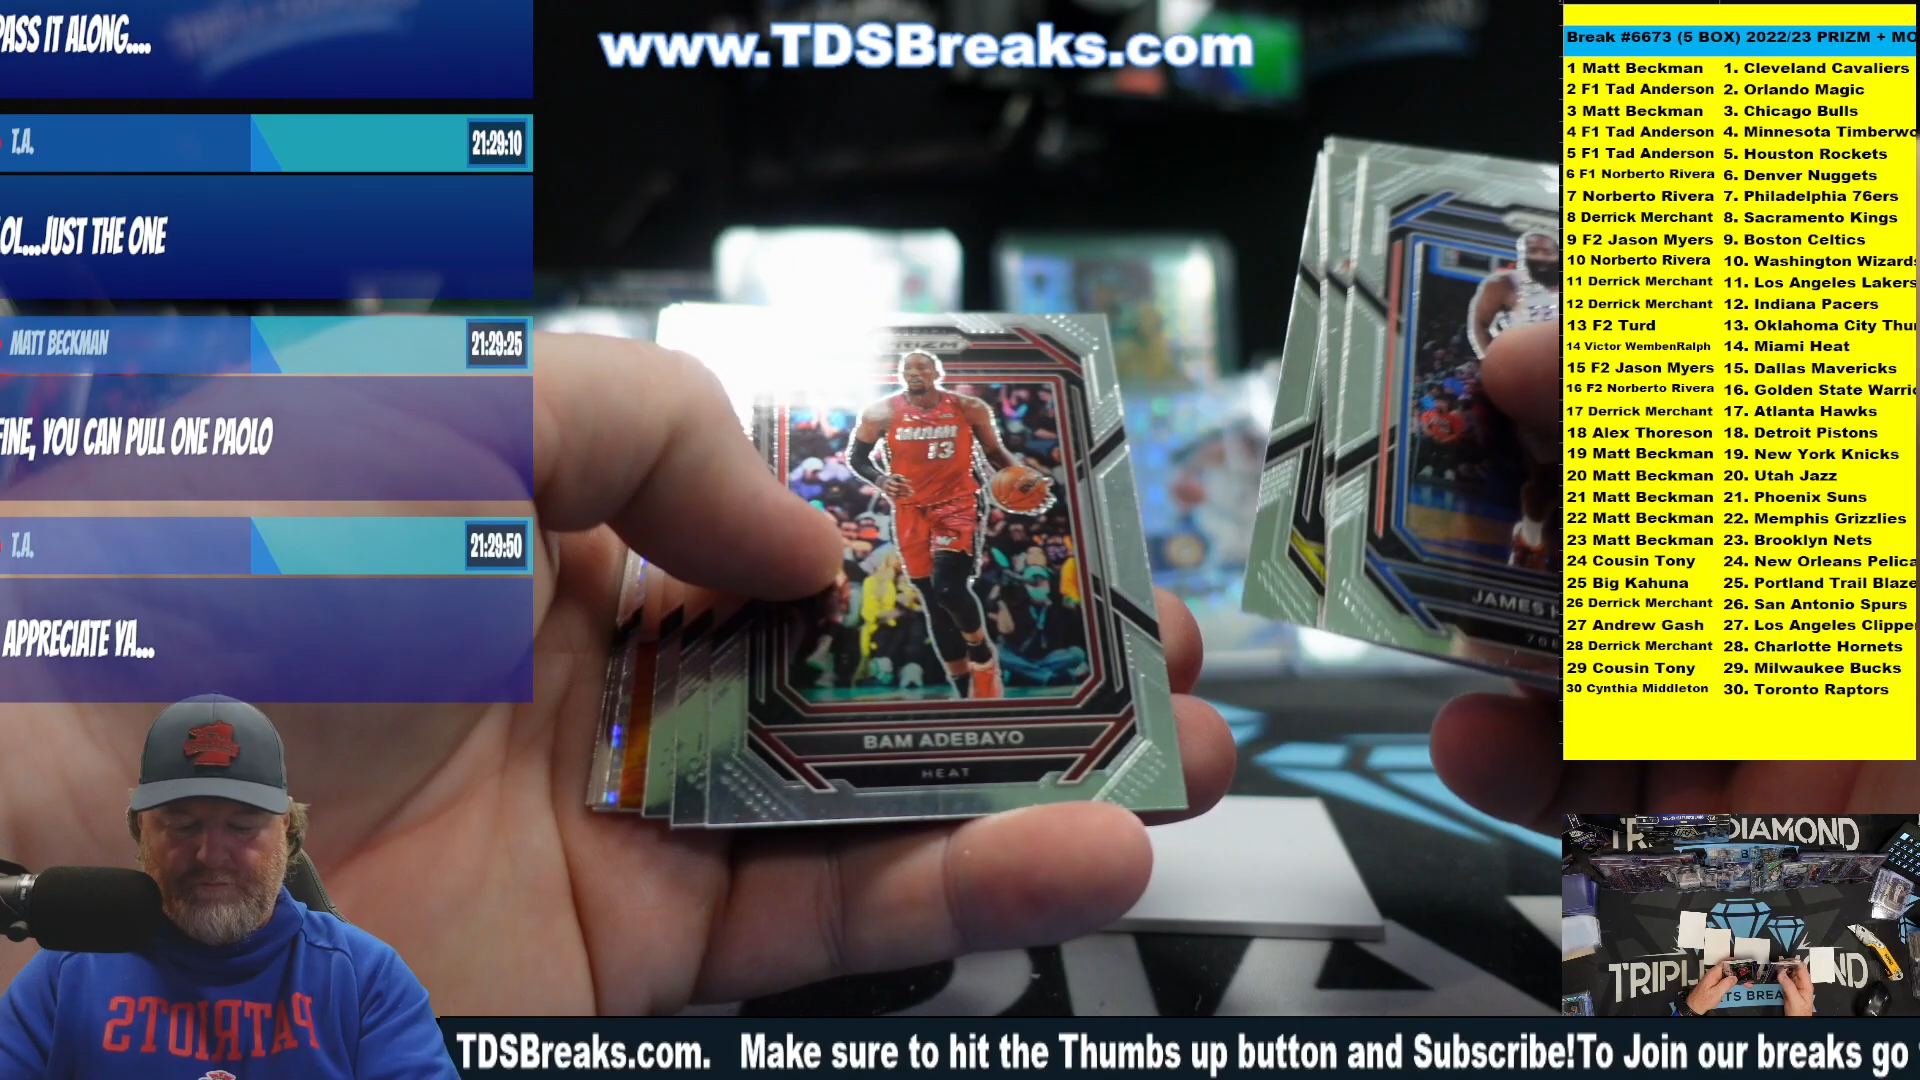 PASS IT ALONG....
T.A.
21:29:10
OL...JUST THE ONE
MATT BECKMAN
21:29:25
FINE, YOU CAN PULL ONE PAOLO
T.A.
21:29:50
APPRECIATE YA...
www.TDSBreaks.com
PRIZM
MIAMI
13
BAM ADEBAYO
HEAT
JAMES H
76E
Break #6673 (5 BOX) 2022/23 PRIZM + MO
1 Matt Beckman 1. Cleveland Cavaliers
2 F1 Tad Anderson 2. Orlando Magic
3 Matt Beckman 3. Chicago Bulls
4 F1 Tad Anderson 4. Minnesota Timberwo
5 F1 Tad Anderson 5. Houston Rockets
6 F1 Norberto Rivera 6. Denver Nuggets
7 Norberto Rivera 7. Philadelphia 76ers
8 Derrick Merchant 8. Sacramento Kings
9 F2 Jason Myers 9. Boston Celtics
10 Norberto Rivera 10. Washington Wizards
11 Derrick Merchant 11. Los Angeles Lakers
12 Derrick Merchant 12. Indiana Pacers
13 F2 Turd 13. Oklahoma City Thu
14 Victor WembenRalph 14. Miami Heat
15 F2 Jason Myers 15. Dallas Mavericks
16 F2 Norberto Rivera 16. Golden State Warri
17 Derrick Merchant 17. Atlanta Hawks
18 Alex Thoreson 18. Detroit Pistons
19 Matt Beckman 19. New York Knicks
20 Matt Beckman 20. Utah Jazz
21 Matt Beckman 21. Phoenix Suns
22 Matt Beckman 22. Memphis Grizzlies
23 Matt Beckman 23. Brooklyn Nets
24 Cousin Tony 24. New Orleans Pelica
25 Big Kahuna 25. Portland Trail Blaze
26 Derrick Merchant 26. San Antonio Spurs
27 Andrew Gash 27. Los Angeles Clippe
28 Derrick Merchant 28. Charlotte Hornets
29 Cousin Tony 29. Milwaukee Bucks
30 Cynthia Middleton 30. Toronto Raptors
DIAMOND
TRIPLE DIAMOND
PATRIOTS
TDSBreaks.com. Make sure to hit the Thumbs up button and Subscribe!To Join our breaks go